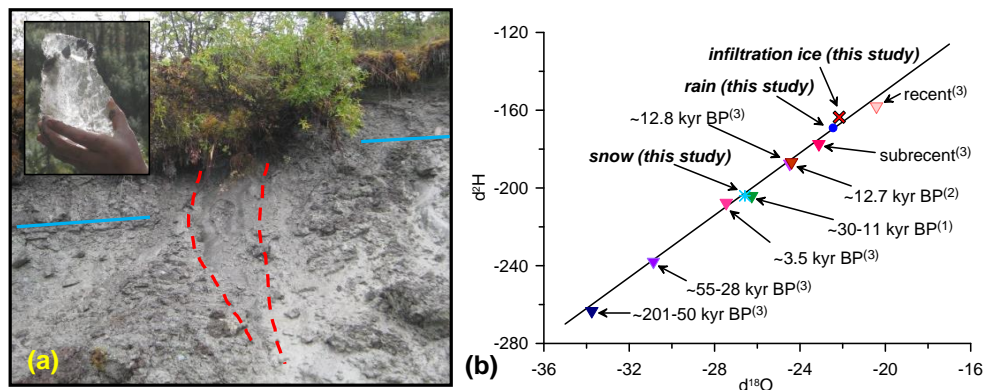 (a)
(b)
-120
-160
-200
-240
-280
d²H
-36
-32
-28
-24
-20
-16
d¹⁸O
infiltration ice (this study)
rain (this study)
recent⁽³⁾
~12.8 kyr BP⁽³⁾
subrecent⁽³⁾
snow (this study)
~12.7 kyr BP⁽²⁾
~30-11 kyr BP⁽¹⁾
~3.5 kyr BP⁽³⁾
~55-28 kyr BP⁽³⁾
~201-50 kyr BP⁽³⁾